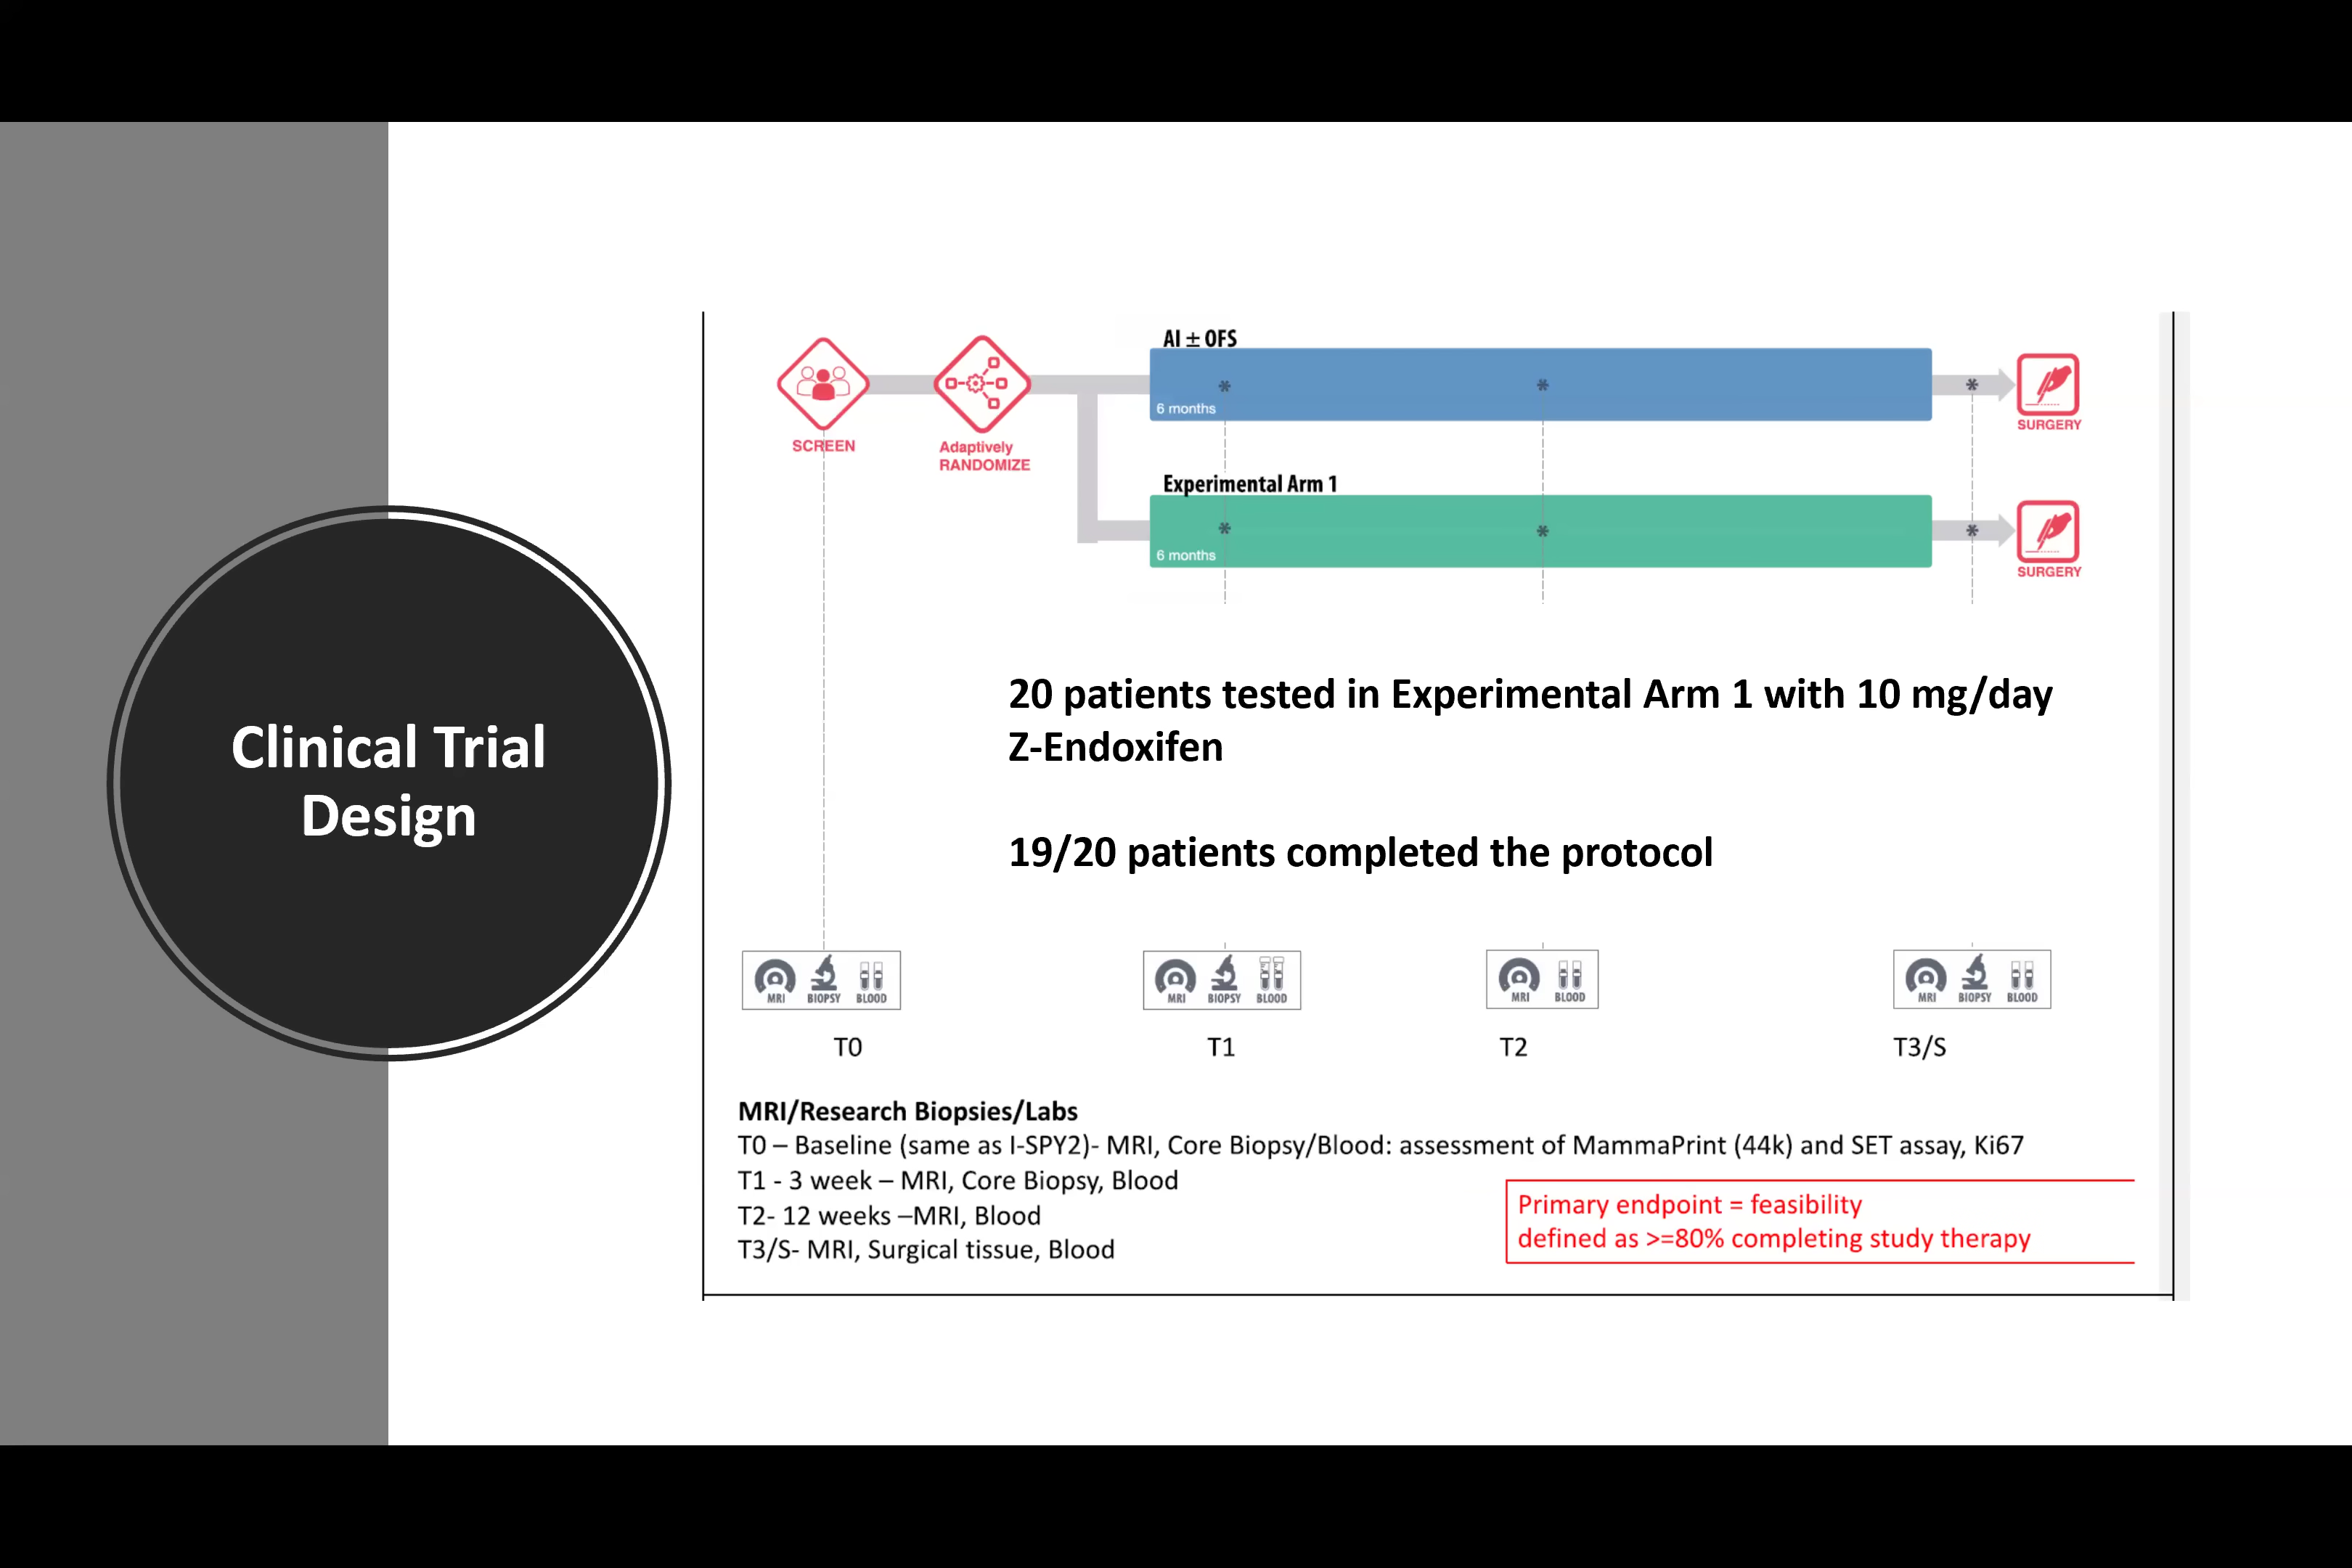 Clinical Trial
Design
AI ± OFS
*
*
*
6 months
SCREEN
Adaptively
RANDOMIZE
SURGERY
Experimental Arm 1
*
*
*
6 months
SURGERY
20 patients tested in Experimental Arm 1 with 10 mg/day
Z-Endoxifen
19/20 patients completed the protocol
MRI BIOPSY BLOOD
MRI BIOPSY BLOOD
MRI BLOOD
MRI BIOPSY BLOOD
T0
T1
T2
T3/S
MRI/Research Biopsies/Labs
T0 – Baseline (same as I-SPY2)- MRI, Core Biopsy/Blood: assessment of MammaPrint (44k) and SET assay, Ki67
T1 - 3 week – MRI, Core Biopsy, Blood
T2- 12 weeks –MRI, Blood
T3/S- MRI, Surgical tissue, Blood
Primary endpoint = feasibility
defined as >=80% completing study therapy